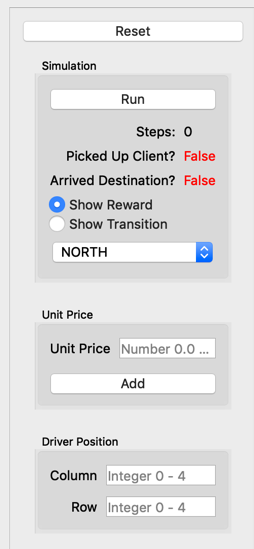 Reset
Simulation
Run
Steps: 0
Picked Up Client? False
Arrived Destination? False
Show Reward
Show Transition
NORTH
Unit Price
Unit Price Number 0.0 ...
Add
Driver Position
Column Integer 0 - 4
Row Integer 0 - 4